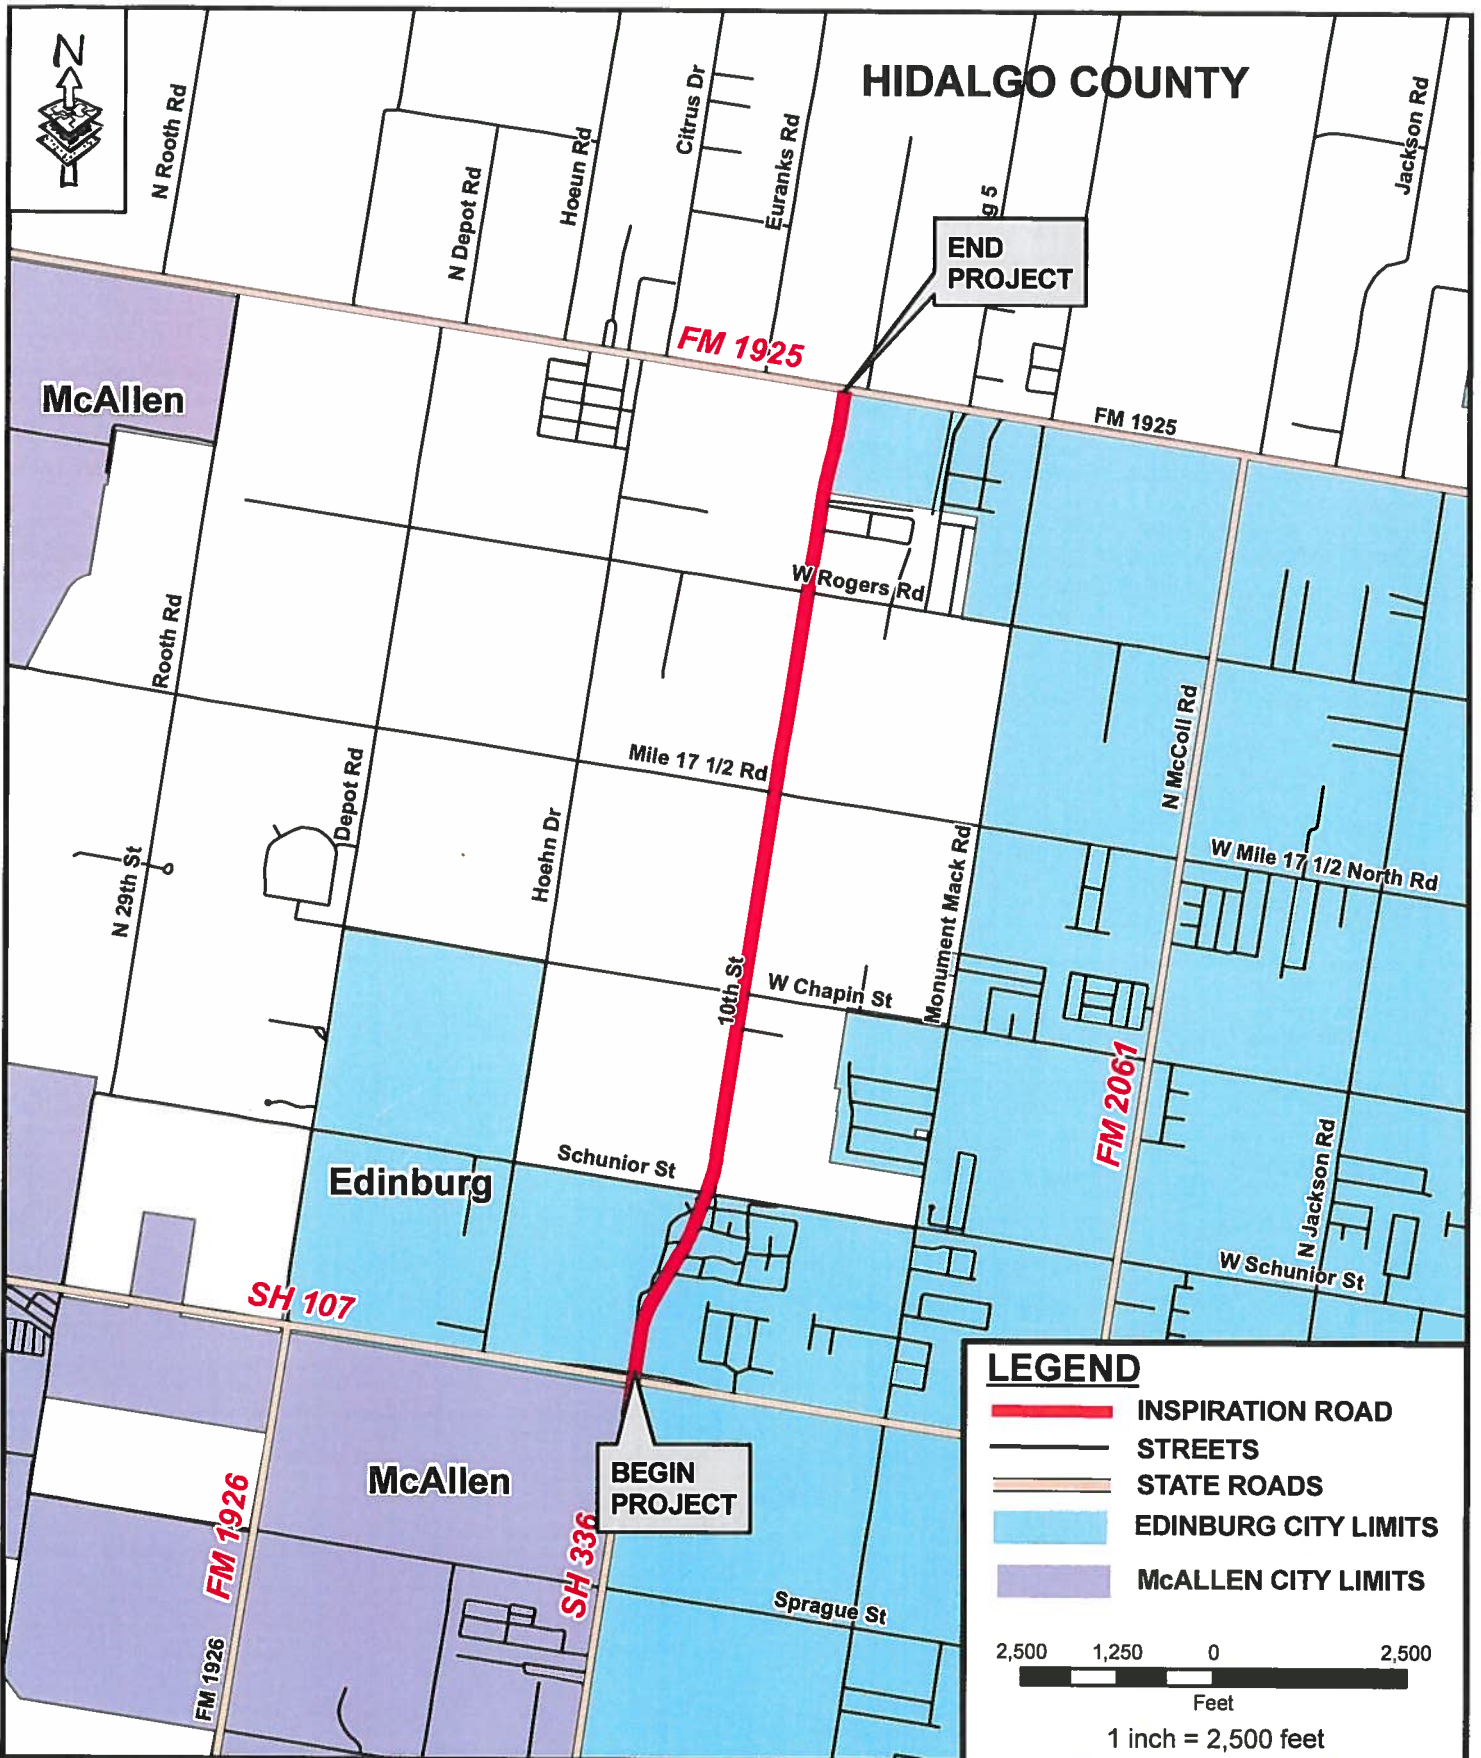 N
HIDALGO COUNTY
N Rooth Rd
N Depot Rd
Hoeun Rd
Citrus Dr
Euranks Rd
g 5
Jackson Rd
END
PROJECT
FM 1925
McAllen
FM 1925
W Rogers Rd
Rooth Rd
N McColl Rd
Mile 17 1/2 Rd
Depot Rd
Hoehn Dr
Monument Mack Rd
W Mile 17 1/2 North Rd
N 29th St
10th St
W Chapin St
FM 2061
N Jackson Rd
Schunior St
Edinburg
W Schunior St
SH 107
McAllen
BEGIN
PROJECT
FM 1926
SH 336
Sprague St
FM 1926
LEGEND
INSPIRATION ROAD
STREETS
STATE ROADS
EDINBURG CITY LIMITS
McALLEN CITY LIMITS
2,500 1,250 0 2,500
Feet
1 inch = 2,500 feet